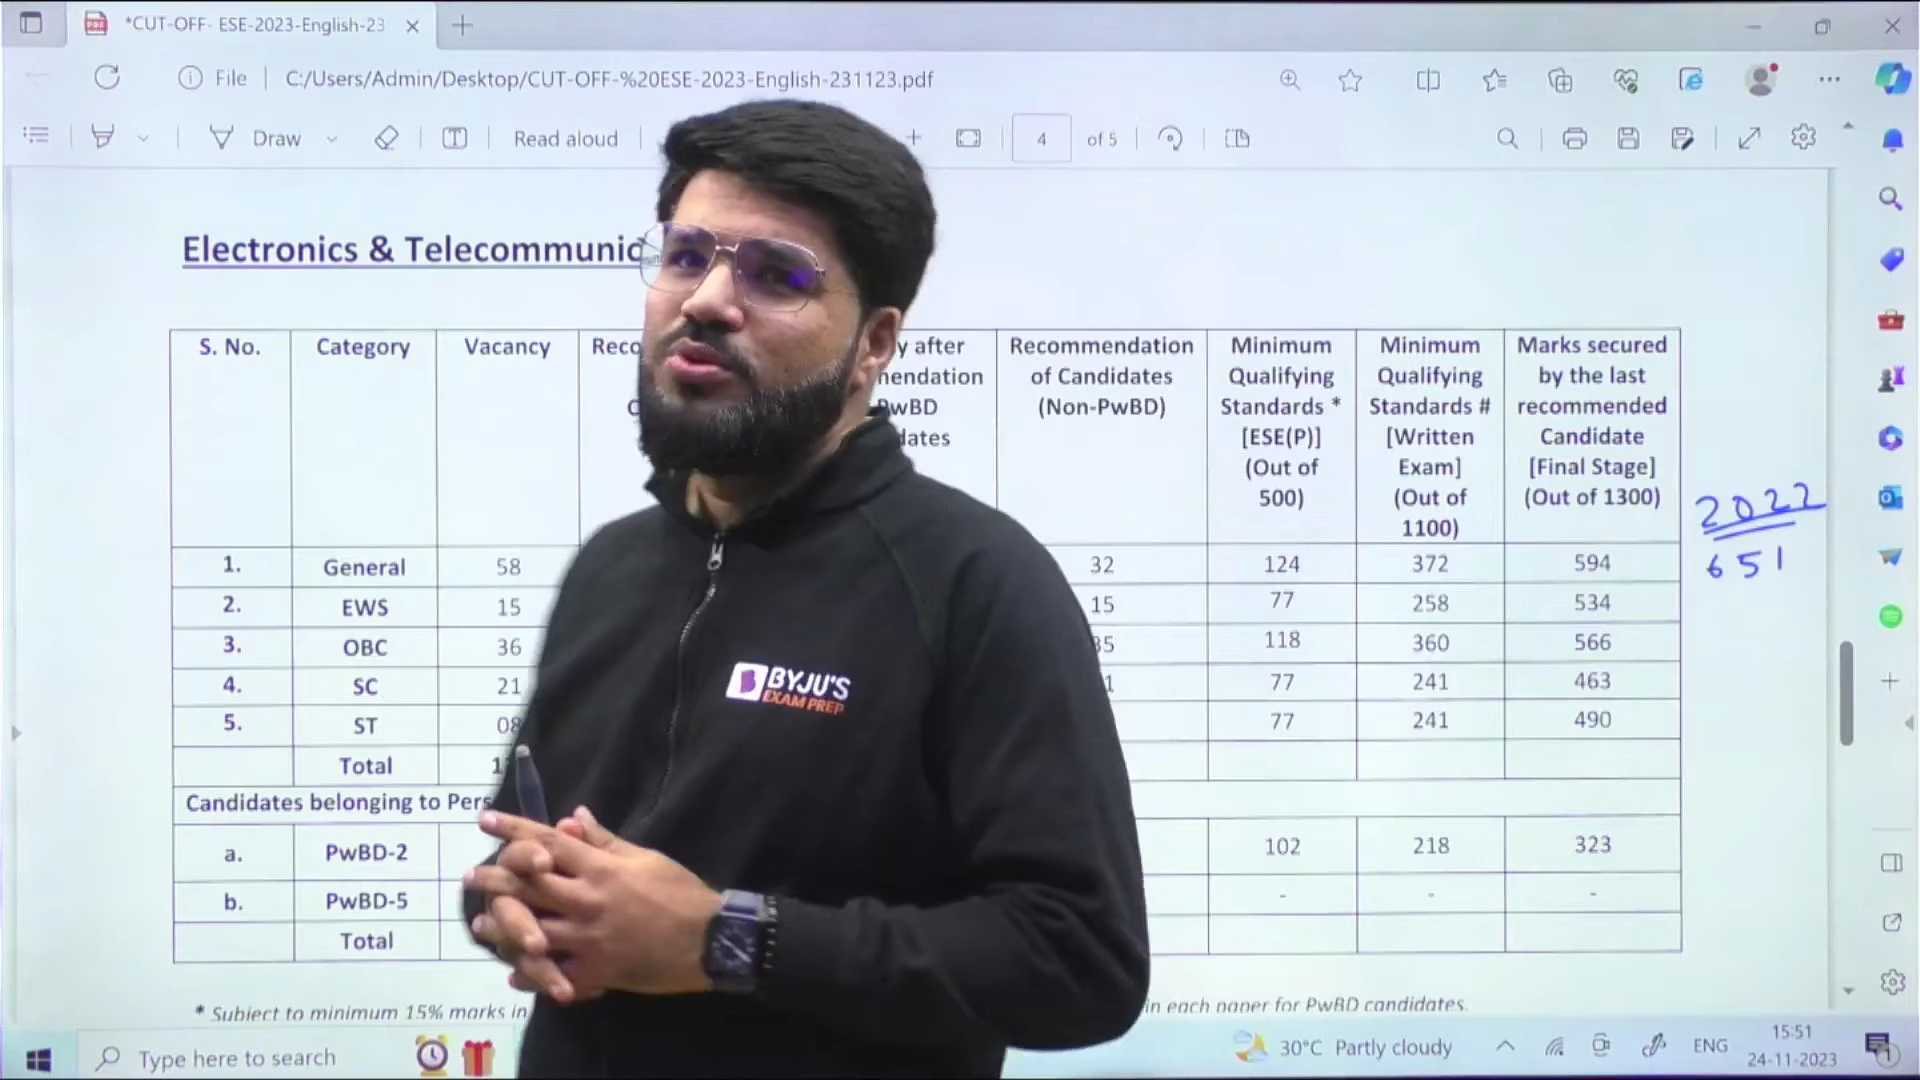 *CUT-OFF- ESE-2023-English-23
File
C:/Users/Admin/Desktop/CUT-OFF-%20ESE-2023-English-231123.pdf
Draw
Read aloud
4 of 5
Electronics & Telecommunic
S. No. Category Vacancy Reco y after Recommendation Minimum Minimum Marks secured
of Candidates Qualifying Qualifying by the last
(Non-PwBD) Standards * Standards # recommended
[ESE(P)] [Written Candidate
(Out of Exam] [Final Stage]
500) (Out of (Out of 1300)
1100)
2022
651
1. General 58 32 124 372 594
2. EWS 15 15 77 258 534
3. OBC 36 118 360 566
4. SC 21 77 241 463
5. ST 08 77 241 490
Total
Candidates belonging to Pers
a. PwBD-2 102 218 323
b. PwBD-5 - - -
Total
* Subject to minimum 15% marks in in each paper for PwBD candidates.
BYJU'S
EXAM PREP
Type here to search
30°C Partly cloudy
ENG
15:51
24-11-2023
1